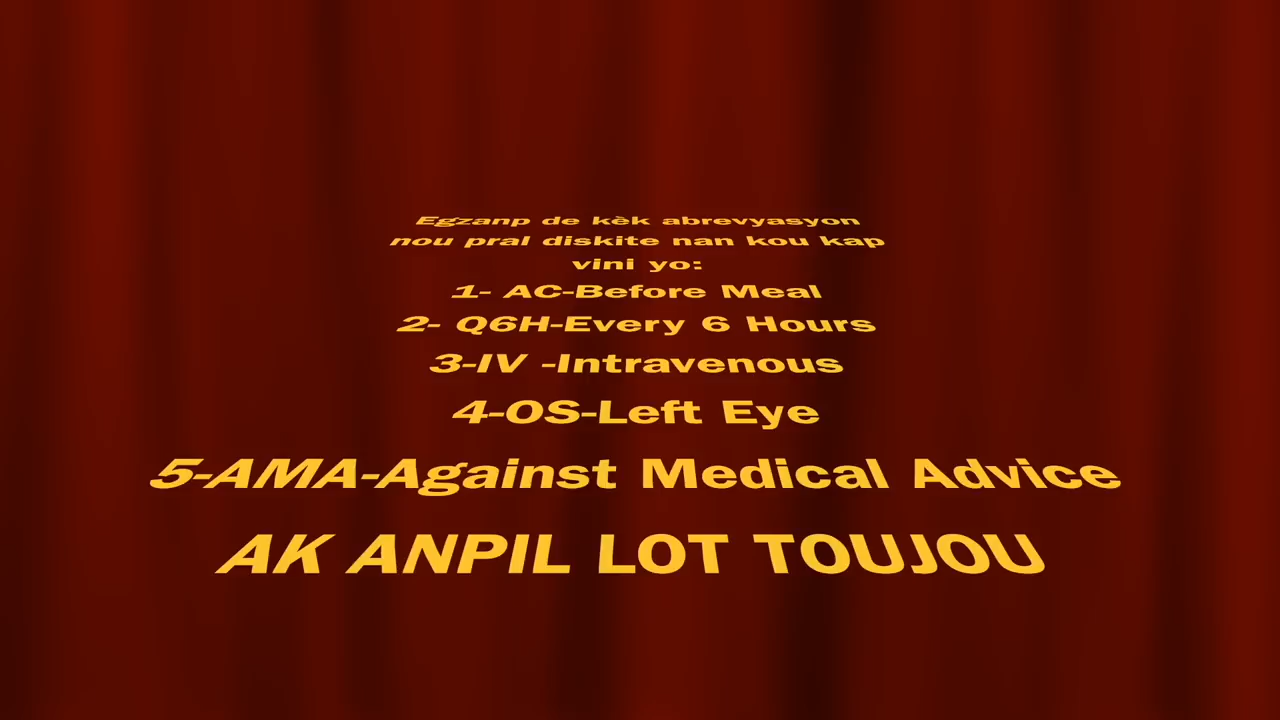 Egzanp de kèk abrevyasyon
nou pral diskite nan kou kap
vini yo:
1- AC-Before Meal
2- Q6H-Every 6 Hours
3-IV -Intravenous
4-OS-Left Eye
5-AMA-Against Medical Advice
AK ANPIL LOT TOUJOU